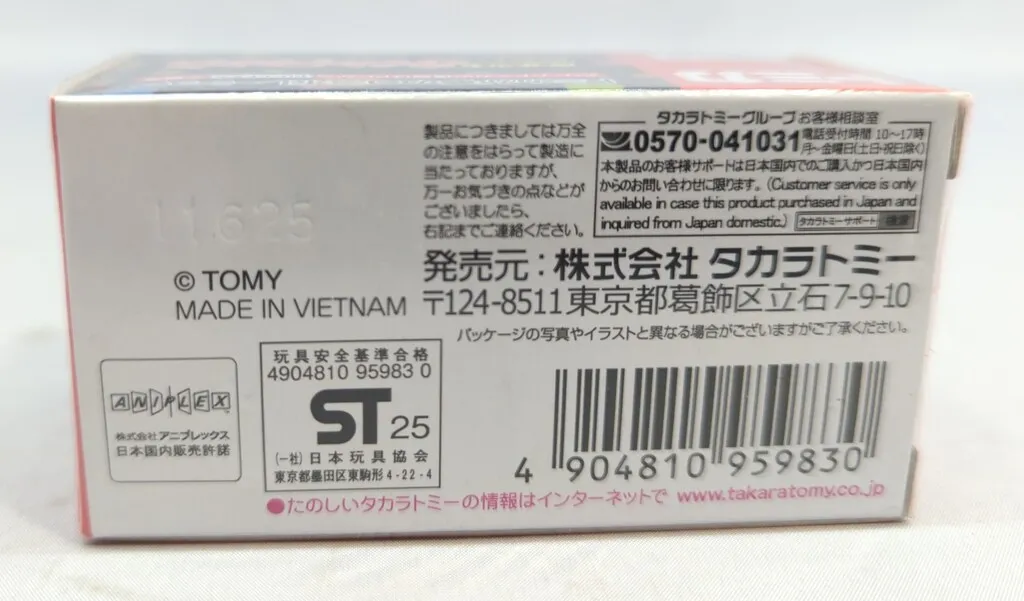 11625
© TOMY
MADE IN VIETNAM
製品につきましては万全
の注意をはらって製造に
当たっておりますが、
万一お気づきの点などが
ございましたら、
右記までご連絡ください。
タカラトミーグループお客様相談室
0570-041031 電話受付時間 10〜17時
月〜金曜日(土日・祝日除く)
本製品のお客様サポートは日本国内でのご購入かつ日本国内
からのお問い合わせに限ります。(Customer service is only
available in case this product purchased in Japan and
inquired from Japan domestic.) タカラトミーサポート 検索
発売元：株式会社 タカラトミー
〒124-8511 東京都葛飾区立石7-9-10
パッケージの写真やイラストと異なる場合がございますがご了承ください。
ANIPLEX
株式会社 アニプレックス
日本国内販売許諾
玩具安全基準合格
4904810 95983 0
ST 25
(一社)日本玩具協会
東京都墨田区東駒形4-22-4
4 904810 959830
●たのしいタカラトミーの情報はインターネットで www.takaratomy.co.jp